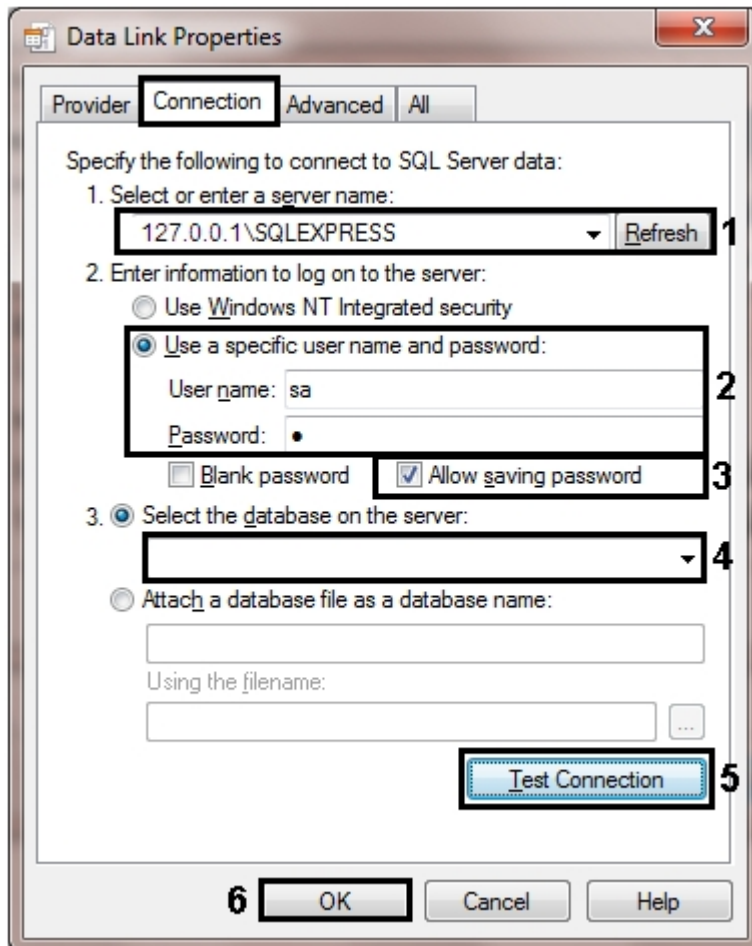 Data Link Properties
Provider Connection Advanced All
Specify the following to connect to SQL Server data:
1. Select or enter a server name:
127.0.0.1\SQLEXPRESS Refresh 1
2. Enter information to log on to the server:
Use Windows NT Integrated security
Use a specific user name and password:
User name: sa 2
Password: ●
Blank password Allow saving password 3
3. Select the database on the server:
4
Attach a database file as a database name:
Using the filename:
...
Test Connection 5
6 OK Cancel Help